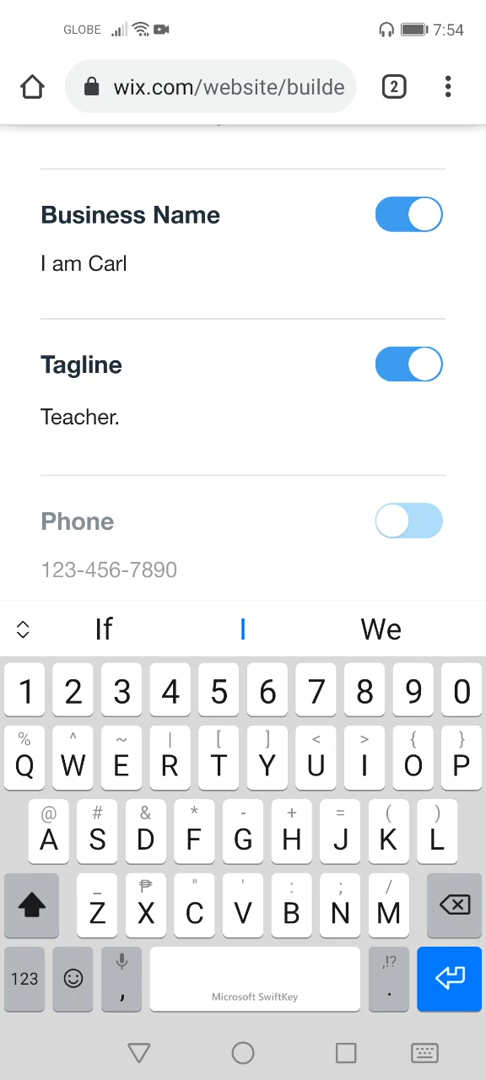 GLOBE 7:54
wix.com/website/builde 2
Business Name
I am Carl
Tagline
Teacher.
Phone
123-456-7890
If I We
1 2 3 4 5 6 7 8 9 0
% ^ ~ | [ ] < > { }
Q W E R T Y U I O P
@ # & * - + = ( )
A S D F G H J K L
_ ₱ " ' : ; /
Z X C V B N M
,!?
123 , Microsoft SwiftKey .